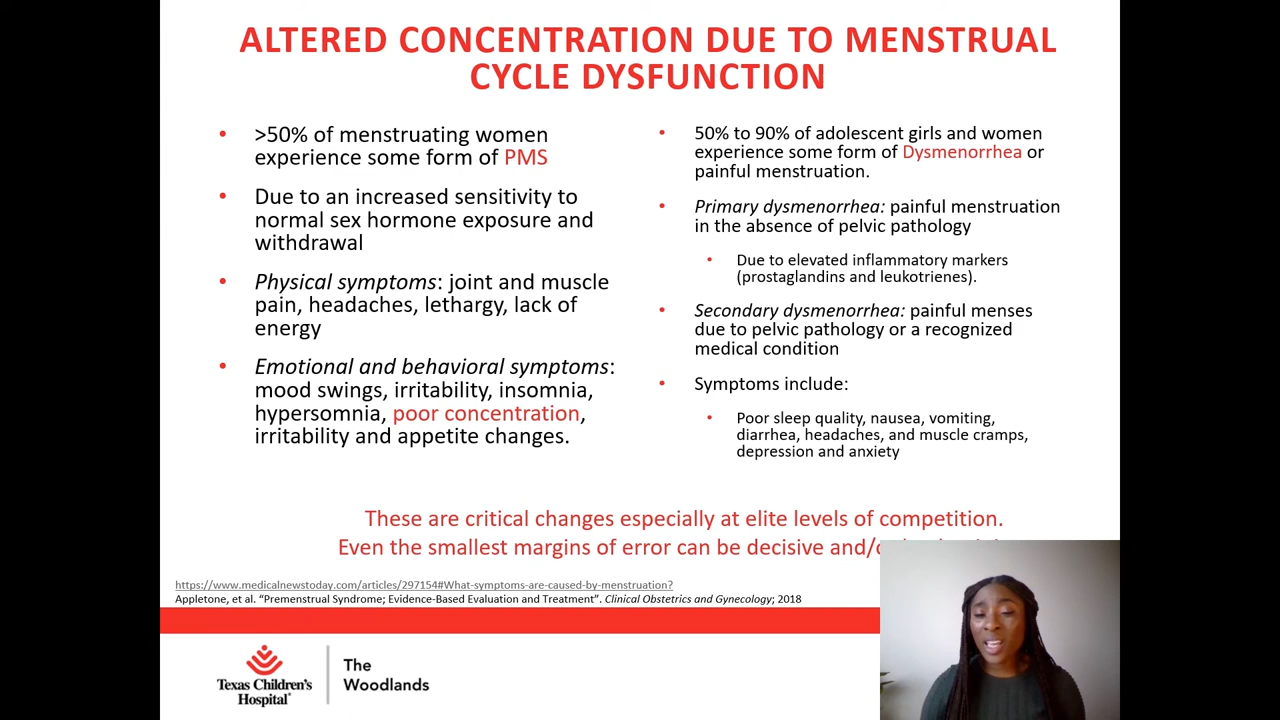 ALTERED CONCENTRATION DUE TO MENSTRUAL
CYCLE DYSFUNCTION
• >50% of menstruating women
experience some form of PMS
• Due to an increased sensitivity to
normal sex hormone exposure and
withdrawal
• Physical symptoms: joint and muscle
pain, headaches, lethargy, lack of
energy
• Emotional and behavioral symptoms:
mood swings, irritability, insomnia,
hypersomnia, poor concentration,
irritability and appetite changes.
• 50% to 90% of adolescent girls and women
experience some form of Dysmenorrhea or
painful menstruation.
• Primary dysmenorrhea: painful menstruation
in the absence of pelvic pathology
• Due to elevated inflammatory markers
(prostaglandins and leukotrienes).
• Secondary dysmenorrhea: painful menses
due to pelvic pathology or a recognized
medical condition
• Symptoms include:
• Poor sleep quality, nausea, vomiting,
diarrhea, headaches, and muscle cramps,
depression and anxiety
These are critical changes especially at elite levels of competition.
Even the smallest margins of error can be decisive and/
https://www.medicalnewstoday.com/articles/297154#What-symptoms-are-caused-by-menstruation?
Appletone, et al. “Premenstrual Syndrome; Evidence-Based Evaluation and Treatment”. Clinical Obstetrics and Gynecology; 2018
Texas Children's
Hospital®
The
Woodlands